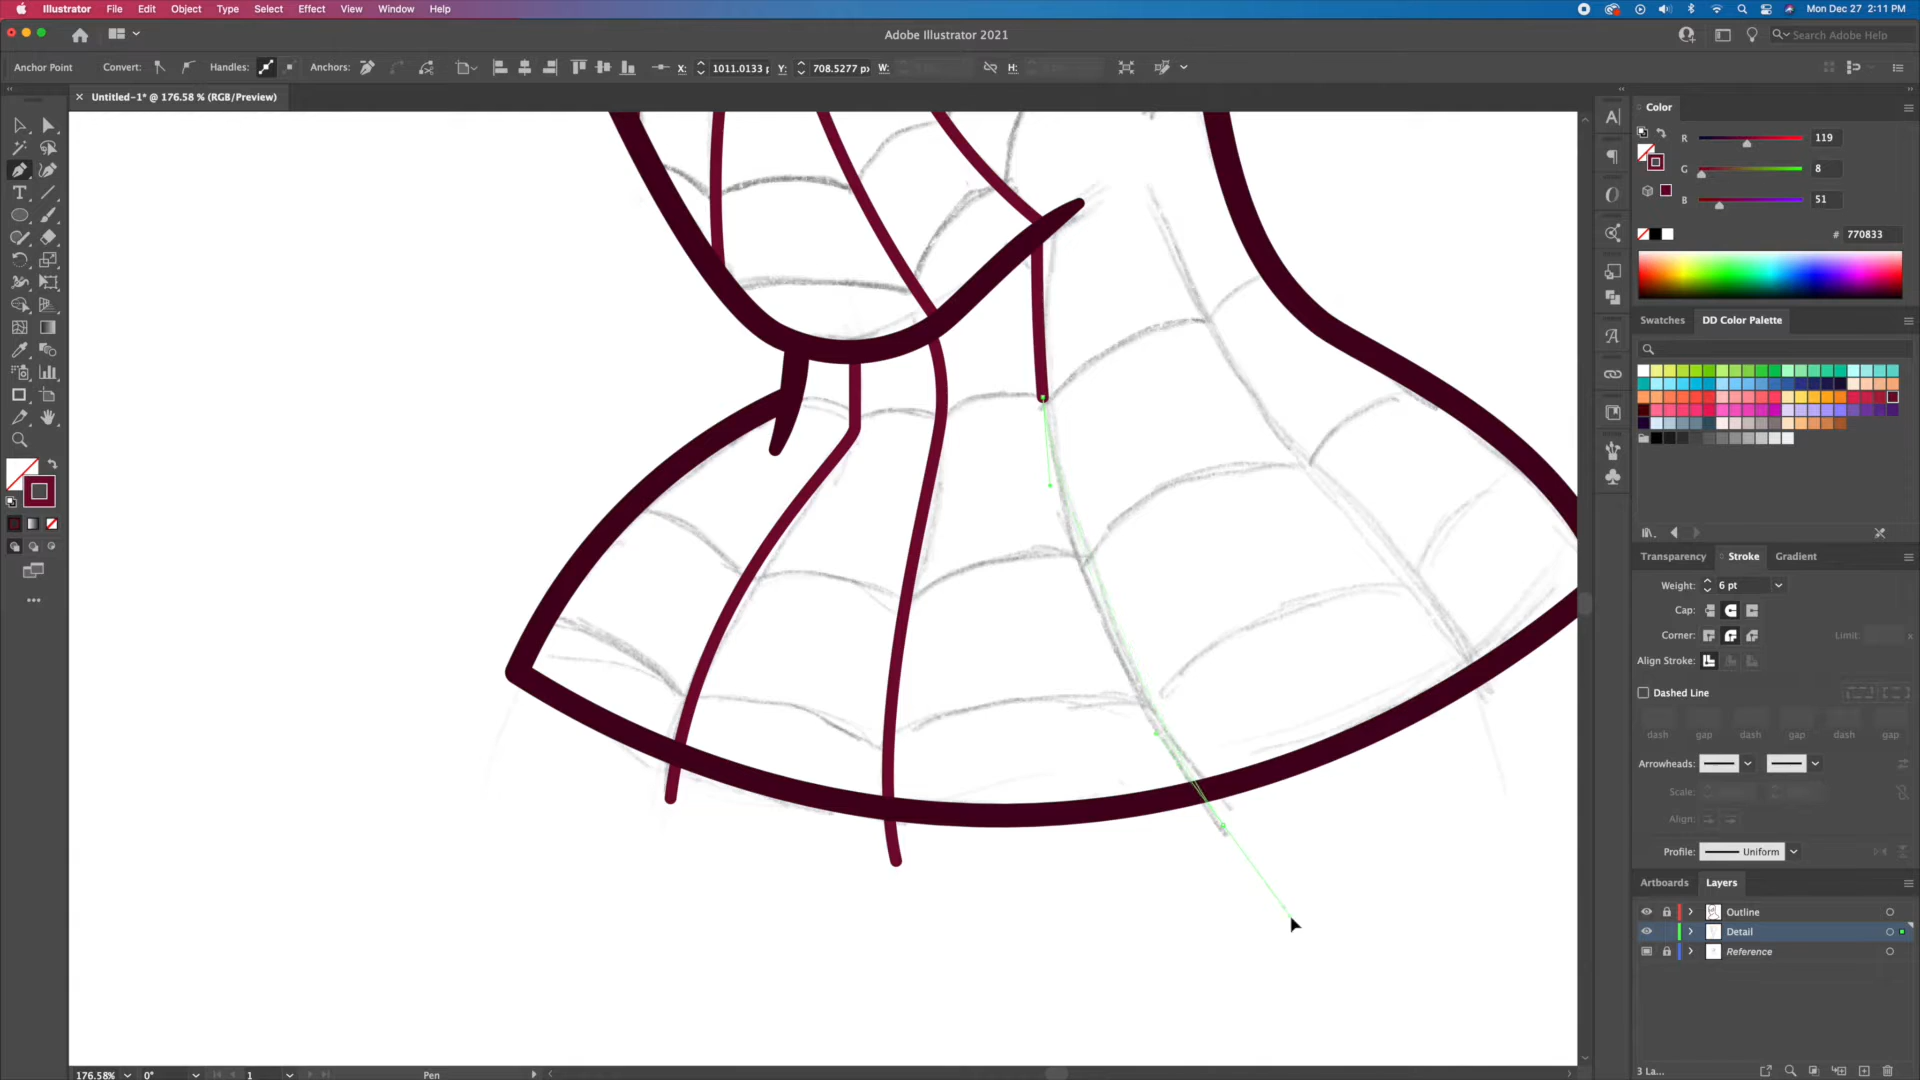 Illustrator File Edit Object Type Select Effect View Window Help
Mon Dec 27 2:11 PM
Adobe Illustrator 2021
Search Adobe Help
Anchor Point Convert: Handles: Anchors: X: 1011.0133 p Y: 708.5277 px W: H:
Untitled-1* @ 176.58 % (RGB/Preview)
Color
R 119
G 8
B 51
# 770833
Swatches DD Color Palette
Transparency Stroke Gradient
Weight: 6 pt
Cap:
Corner: Limit: x
Align Stroke:
Dashed Line
dash gap dash gap dash gap
Arrowheads:
Scale:
Align:
Profile: Uniform
Artboards Layers
Outline
Detail
Reference
3 La...
176.58% 0° 1 Pen